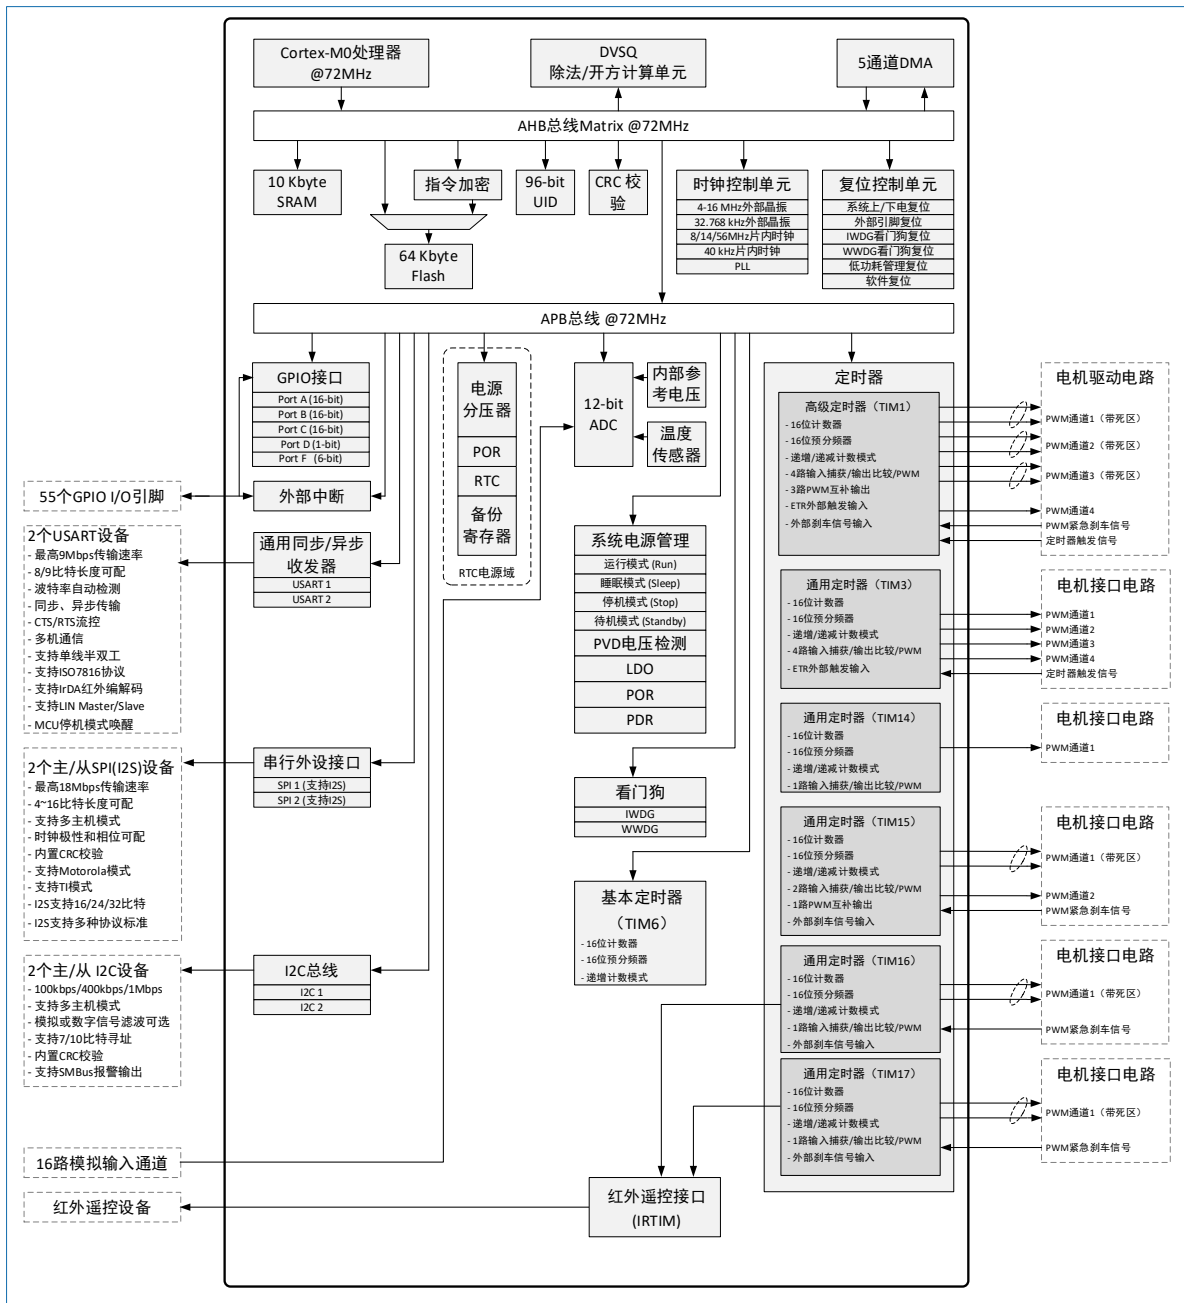 Cortex-M0处理器
@72MHz
DVSQ
除法/开方计算单元
5通道DMA
AHB总线Matrix @72MHz
10 Kbyte
SRAM
指令加密
64 Kbyte
Flash
96-bit
UID
CRC 校
验
时钟控制单元
4-16 MHz外部晶振
32.768 kHz外部晶振
8/14/56MHz片内时钟
40 kHz片内时钟
PLL
复位控制单元
系统上/下电复位
外部引脚复位
IWDG看门狗复位
WWDG看门狗复位
低功耗管理复位
软件复位
APB总线 @72MHz
GPIO接口
Port A (16-bit)
Port B (16-bit)
Port C (16-bit)
Port D (1-bit)
Port F (6-bit)
外部中断
通用同步/异步
收发器
USART 1
USART 2
串行外设接口
SPI 1 (支持I2S)
SPI 2 (支持I2S)
I2C总线
I2C 1
I2C 2
电源
分压器
POR
RTC
备份
寄存器
RTC电源域
12-bit
ADC
内部参
考电压
温度
传感器
系统电源管理
运行模式 (Run)
睡眠模式 (Sleep)
停机模式 (Stop)
待机模式 (Standby)
PVD电压检测
LDO
POR
PDR
看门狗
IWDG
WWDG
基本定时器
（TIM6）
- 16位计数器
- 16位预分频器
- 递增计数模式
红外遥控接口
(IRTIM)
定时器
高级定时器（TIM1）
- 16位计数器
- 16位预分频器
- 递增/递减计数模式
- 4路输入捕获/输出比较/PWM
- 3路PWM互补输出
- ETR外部触发输入
- 外部刹车信号输入
通用定时器（TIM3）
- 16位计数器
- 16位预分频器
- 递增/递减计数模式
- 4路输入捕获/输出比较/PWM
- ETR外部触发输入
通用定时器（TIM14）
- 16位计数器
- 16位预分频器
- 递增/递减计数模式
- 1路输入捕获/输出比较/PWM
通用定时器（TIM15）
- 16位计数器
- 16位预分频器
- 递增/递减计数模式
- 2路输入捕获/输出比较/PWM
- 1路PWM互补输出
- 外部刹车信号输入
通用定时器（TIM16）
- 16位计数器
- 16位预分频器
- 递增/递减计数模式
- 1路输入捕获/输出比较/PWM
- 外部刹车信号输入
通用定时器（TIM17）
- 16位计数器
- 16位预分频器
- 递增/递减计数模式
- 1路输入捕获/输出比较/PWM
- 外部刹车信号输入
电机驱动电路
PWM通道1（带死区）
PWM通道2（带死区）
PWM通道3（带死区）
PWM通道4
PWM紧急刹车信号
定时器触发信号
电机接口电路
PWM通道1
PWM通道2
PWM通道3
PWM通道4
定时器触发信号
电机接口电路
PWM通道1
电机接口电路
PWM通道1（带死区）
PWM通道2
PWM紧急刹车信号
电机接口电路
PWM通道1（带死区）
PWM紧急刹车信号
电机接口电路
PWM通道1（带死区）
PWM紧急刹车信号
55个GPIO I/O引脚
2个USART设备
- 最高9Mbps传输速率
- 8/9比特长度可配
- 波特率自动检测
- 同步、异步传输
- CTS/RTS流控
- 多机通信
- 支持单线半双工
- 支持ISO7816协议
- 支持IrDA红外编解码
- 支持LIN Master/Slave
- MCU停机模式唤醒
2个主/从SPI(I2S)设备
- 最高18Mbps传输速率
- 4~16比特长度可配
- 支持多主机模式
- 时钟极性和相位可配
- 内置CRC校验
- 支持Motorola模式
- 支持TI模式
- I2S支持16/24/32比特
- I2S支持多种协议标准
2个主/从 I2C设备
- 100kbps/400kbps/1Mbps
- 支持多主机模式
- 模拟或数字信号滤波可选
- 支持7/10比特寻址
- 内置CRC校验
- 支持SMBus报警输出
16路模拟输入通道
红外遥控设备